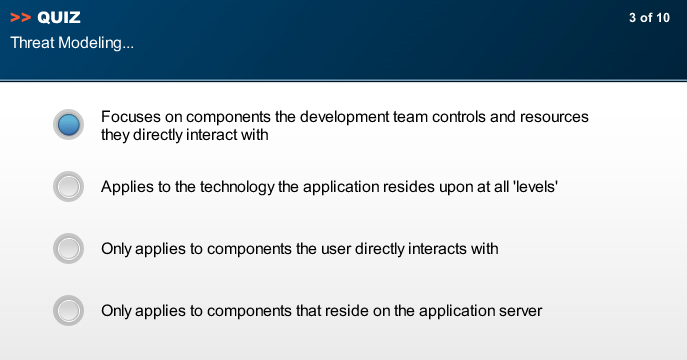 >> QUIZ
3 of 10
Threat Modeling...
Focuses on components the development team controls and resources
they directly interact with
Applies to the technology the application resides upon at all 'levels'
Only applies to components the user directly interacts with
Only applies to components that reside on the application server